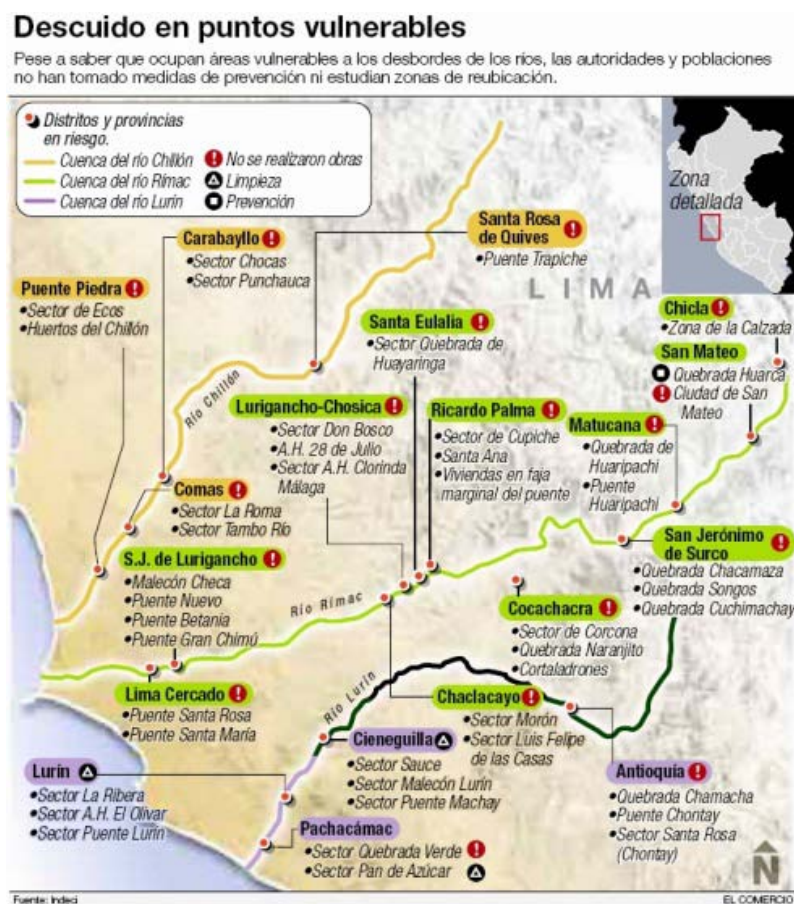 Descuido en puntos vulnerables
Pese a saber que ocupan áreas vulnerables a los desbordes de los ríos, las autoridades y poblaciones
no han tomado medidas de prevención ni estudian zonas de reubicación.
Distritos y provincias
en riesgo.
Cuenca del río Chillón
Cuenca del río Rímac
Cuenca del río Lurín
No se realizaron obras
Limpieza
Prevención
Zona
detallada
LIMA
Santa Rosa
de Quives
•Puente Trapiche
Carabayllo
•Sector Chocas
•Sector Punchauca
Puente Piedra
•Sector de Ecos
•Huertos del Chillón
Río Chillón
Santa Eulalia
•Sector Quebrada de
Huayaringa
Chicla
•Zona de la Calzada
San Mateo
Quebrada Huarca
Ciudad de San
Mateo
Lurigancho-Chosica
•Sector Don Bosco
•A.H. 28 de Julio
•Sector A.H. Clorinda
Málaga
Ricardo Palma
•Sector de Cupiche
•Santa Ana
•Viviendas en faja
marginal del puente
Matucana
•Quebrada de
Huaripachi
•Puente
Huaripachi
Comas
•Sector La Roma
•Sector Tambo Río
S.J. de Lurigancho
•Malecón Checa
•Puente Nuevo
•Puente Betania
•Puente Gran Chimú
Río Rímac
San Jerónimo
de Surco
•Quebrada Chacamaza
•Quebrada Songos
•Quebrada Cuchimachay
Cocachacra
•Sector de Corcona
•Quebrada Naranjito
•Cortaladrones
Lima Cercado
•Puente Santa Rosa
•Puente Santa María
Río Lurín
Chaclacayo
•Sector Morón
•Sector Luis Felipe
de las Casas
Cieneguilla
•Sector Sauce
•Sector Malecón Lurín
•Sector Puente Machay
Lurín
•Sector La Ribera
•Sector A.H. El Olivar
•Sector Puente Lurín
Antioquía
•Quebrada Chamacha
•Puente Chontay
•Sector Santa Rosa
(Chontay)
Pachacámac
•Sector Quebrada Verde
•Sector Pan de Azúcar
N
Fuente: Indeci
EL COMERCIO